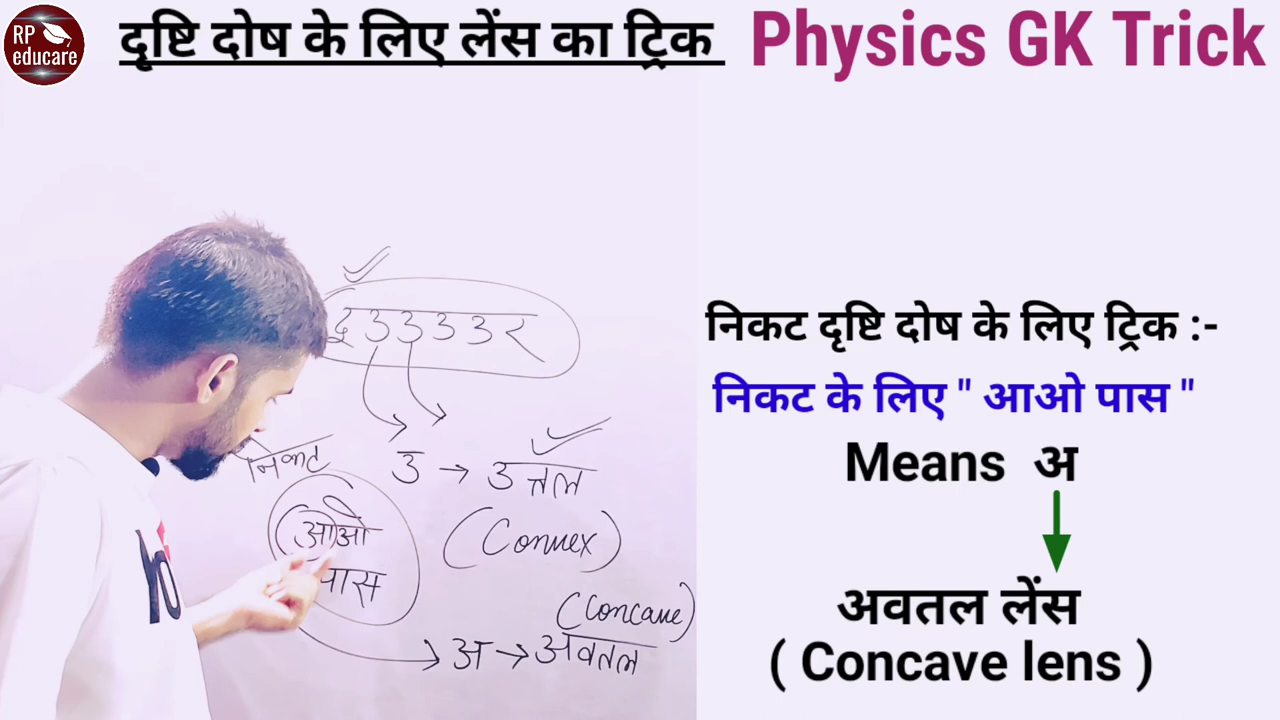 RP
educare
दृष्टि दोष के लिए लेंस का ट्रिक
Physics GK Trick
दउउउउर
उ → उत्तल
(Convex)
निकट
आओ
पास
(Concave)
अ → अवतल
निकट दृष्टि दोष के लिए ट्रिक :-
निकट के लिए " आओ पास "
Means अ
अवतल लेंस
( Concave lens )